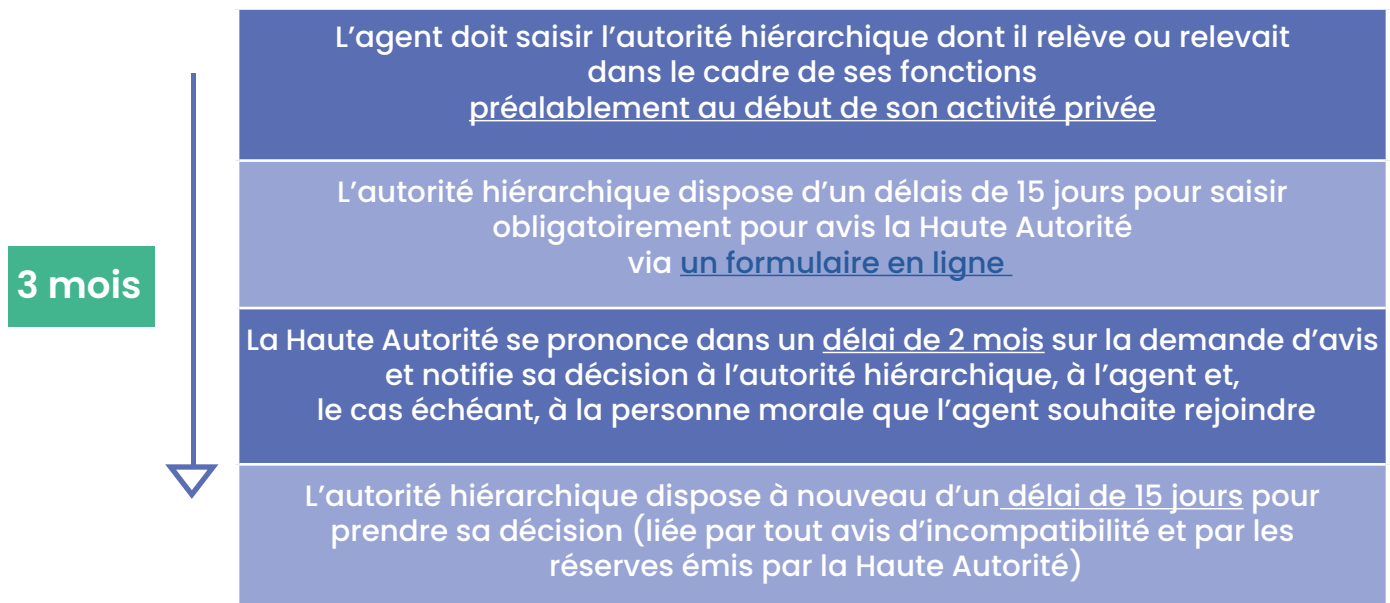 L’agent doit saisir l’autorité hiérarchique dont il relève ou relevait
dans le cadre de ses fonctions
préalablement au début de son activité privée
L’autorité hiérarchique dispose d’un délais de 15 jours pour saisir
obligatoirement pour avis la Haute Autorité
via un formulaire en ligne
3 mois
La Haute Autorité se prononce dans un délai de 2 mois sur la demande d’avis
et notifie sa décision à l’autorité hiérarchique, à l’agent et,
le cas échéant, à la personne morale que l’agent souhaite rejoindre
L’autorité hiérarchique dispose à nouveau d’un délai de 15 jours pour
prendre sa décision (liée par tout avis d’incompatibilité et par les
réserves émis par la Haute Autorité)